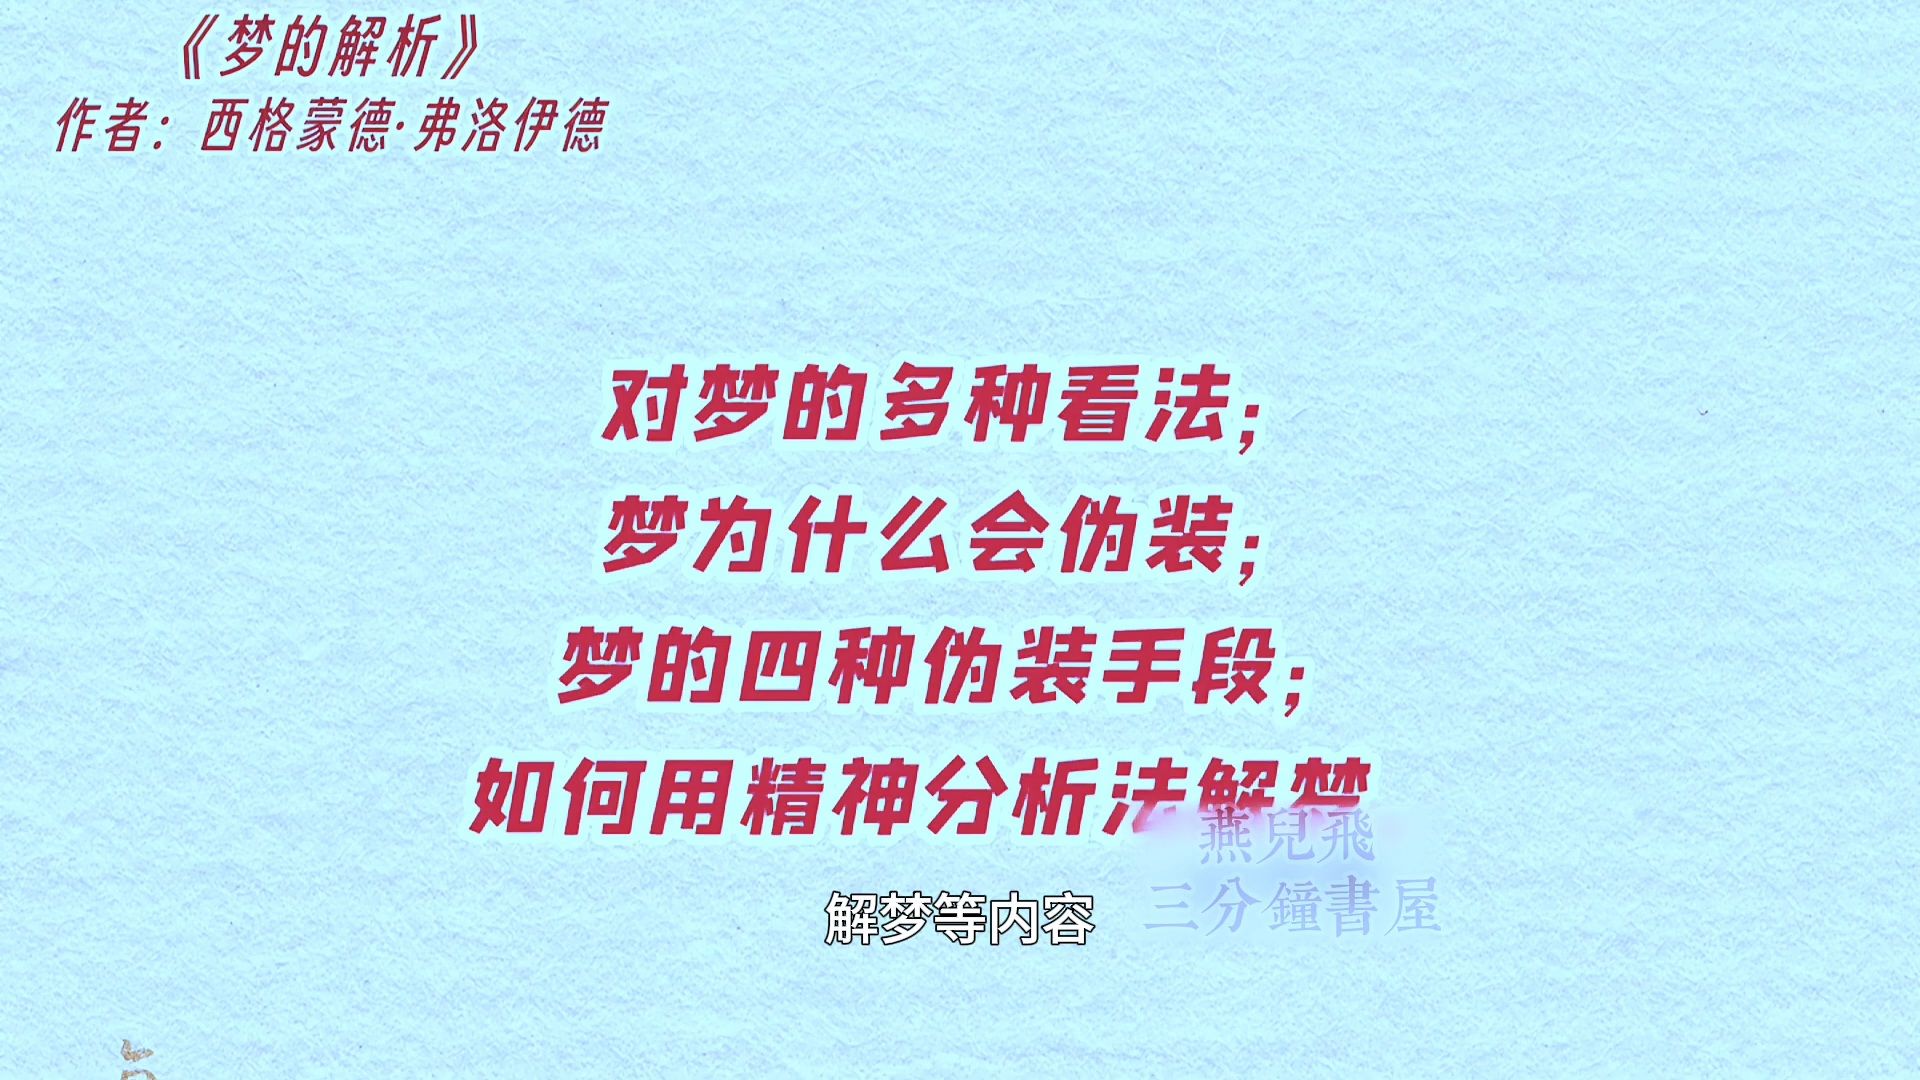 《梦的解析》
作者：西格蒙德·弗洛伊德
对梦的多种看法；
梦为什么会伪装；
梦的四种伪装手段；
如何用精神分析法解梦
燕兒飛
三分鐘書屋
解梦等内容